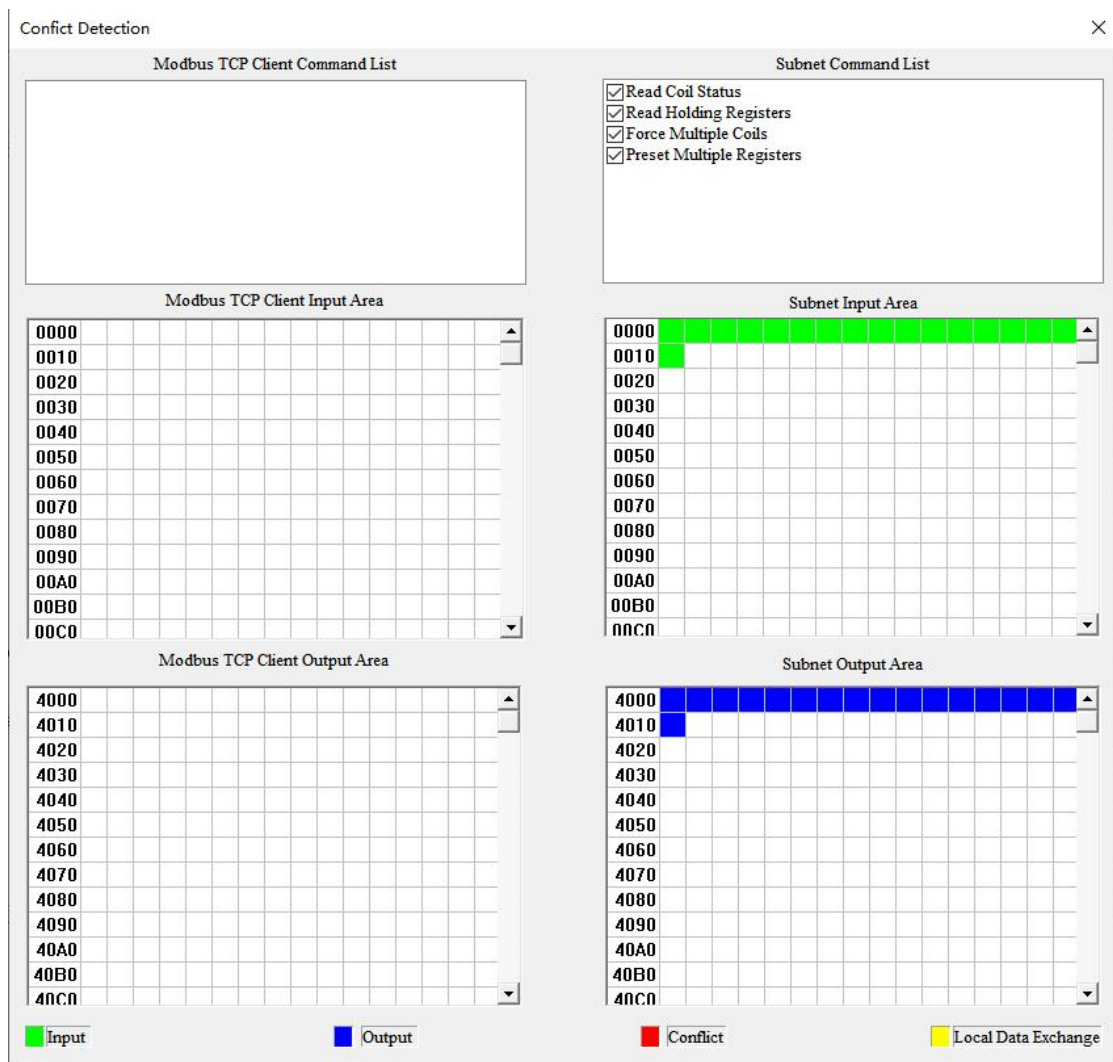 Confict Detection
Modbus TCP Client Command List
Subnet Command List
Read Coil Status
Read Holding Registers
Force Multiple Coils
Preset Multiple Registers
Modbus TCP Client Input Area
Subnet Input Area
0000
0010
0020
0030
0040
0050
0060
0070
0080
0090
00A0
00B0
00C0
0000
0010
0020
0030
0040
0050
0060
0070
0080
0090
00A0
00B0
00C0
Modbus TCP Client Output Area
Subnet Output Area
4000
4010
4020
4030
4040
4050
4060
4070
4080
4090
40A0
40B0
40C0
4000
4010
4020
4030
4040
4050
4060
4070
4080
4090
40A0
40B0
40C0
Input
Output
Conflict
Local Data Exchange